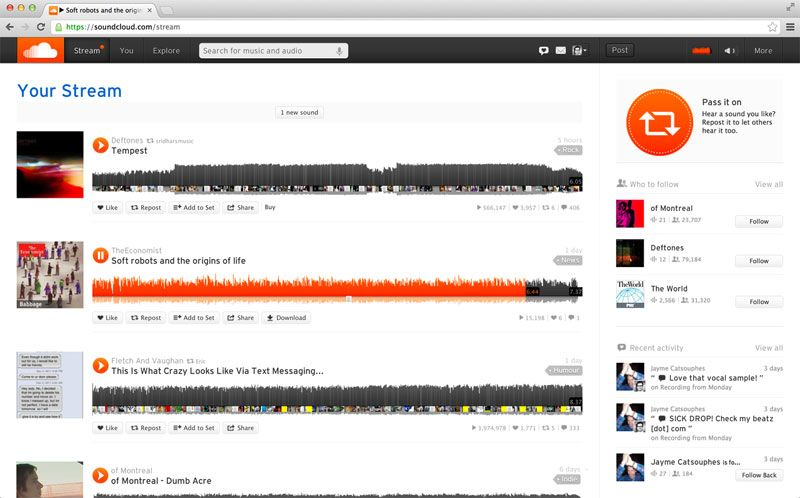 ▶ Soft robots and the origins
https://soundcloud.com/stream
Stream
You
Explore
Search for music and audio
Post
More
Your Stream
1 new sound
Deftones sridharsmusic
5 hours
Tempest
Rock
6.05
Like
Repost
Add to Set
Share
Buy
566,147
3,957
6
406
TheEconomist
1 day
Soft robots and the origins of life
News
Babbage
6.44
7.37
Like
Repost
Add to Set
Share
Download
15,198
6
1
Fletch And Vaughan Eric
1 day
This Is What Crazy Looks Like Via Text Messaging...
Humour
8.37
Like
Repost
Add to Set
Share
1,974,978
1,771
5
333
of Montreal
6 days
of Montreal - Dumb Acre
Indie
Pass it on
Hear a sound you like?
Repost it to let others
hear it too.
Who to follow
View all
of Montreal
21
23,707
Follow
Deftones
12
79,184
Follow
TheWorld
PRI
The World
2,566
31,320
Follow
Recent activity
View all
Jayme Catsouphes
3 days
“ Love that vocal sample! ”
on Recording from Monday
Jayme Catsouphes
3 days
“ SICK DROP! Check my beatz
[dot] com ”
on Recording from Monday
Jayme Catsouphes is fo...
3 days
27
184
Follow Back